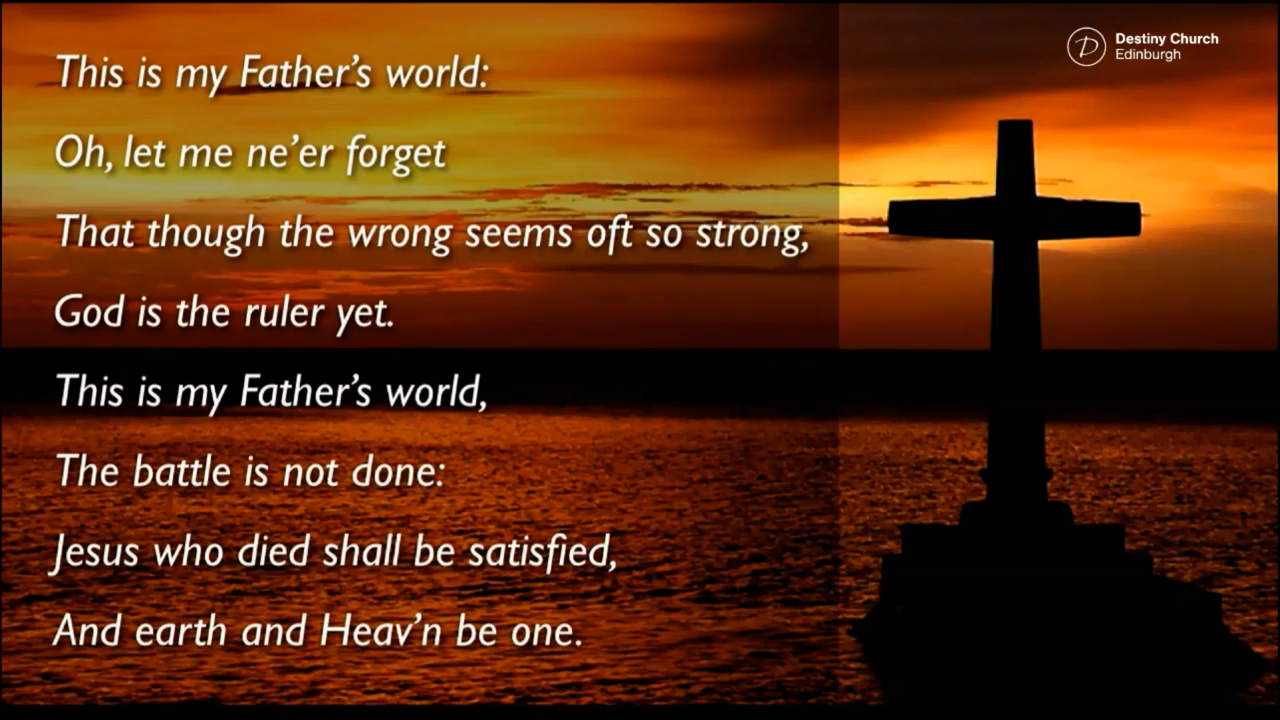 Destiny Church
Edinburgh
This is my Father’s world:
Oh, let me ne’er forget
That though the wrong seems oft so strong,
God is the ruler yet.
This is my Father’s world,
The battle is not done:
Jesus who died shall be satisfied,
And earth and Heav’n be one.